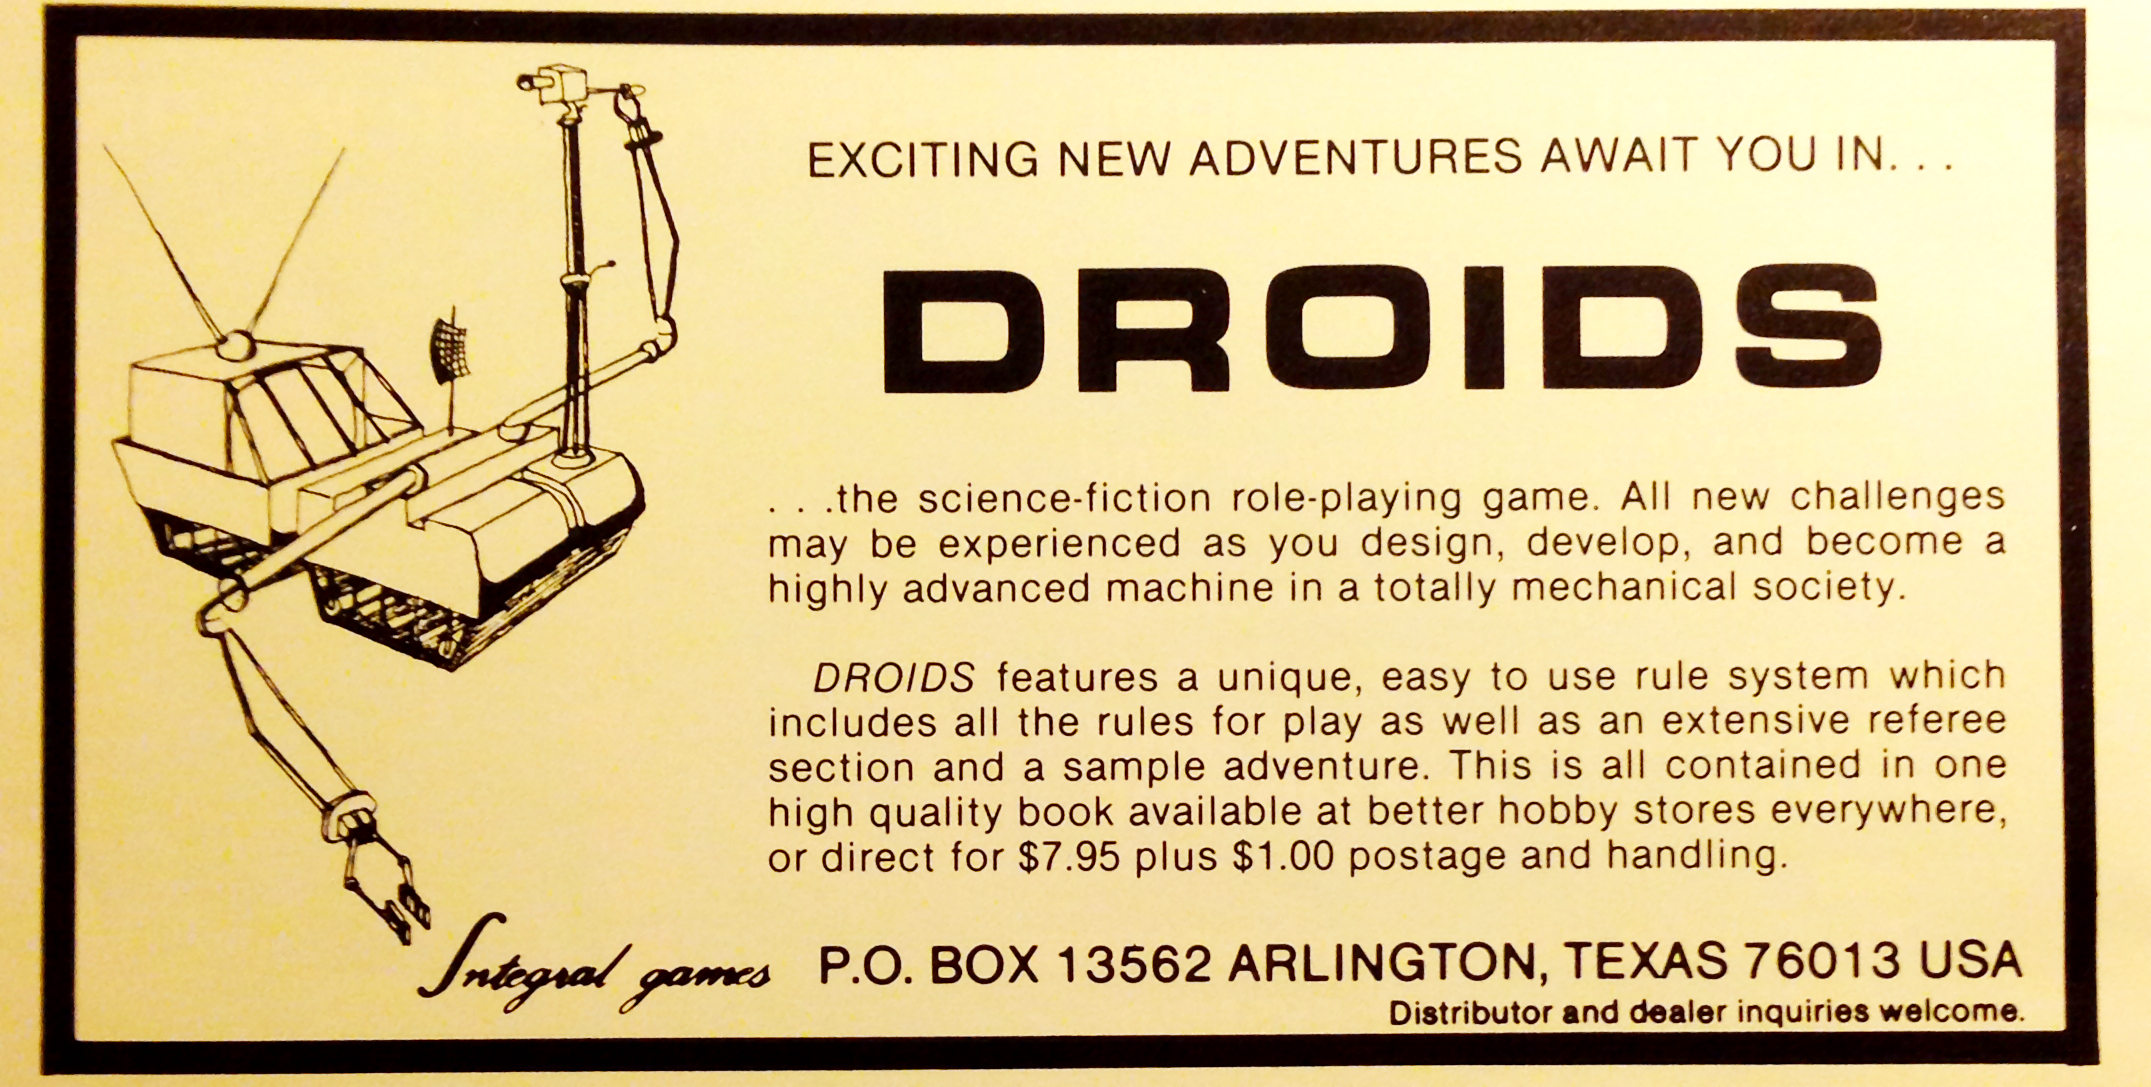 EXCITING NEW ADVENTURES AWAIT YOU IN. . .
DROIDS
. . .the science-fiction role-playing game. All new challenges
may be experienced as you design, develop, and become a
highly advanced machine in a totally mechanical society.
DROIDS features a unique, easy to use rule system which
includes all the rules for play as well as an extensive referee
section and a sample adventure. This is all contained in one
high quality book available at better hobby stores everywhere,
or direct for $7.95 plus $1.00 postage and handling.
Integral games P.O. BOX 13562 ARLINGTON, TEXAS 76013 USA
Distributor and dealer inquiries welcome.